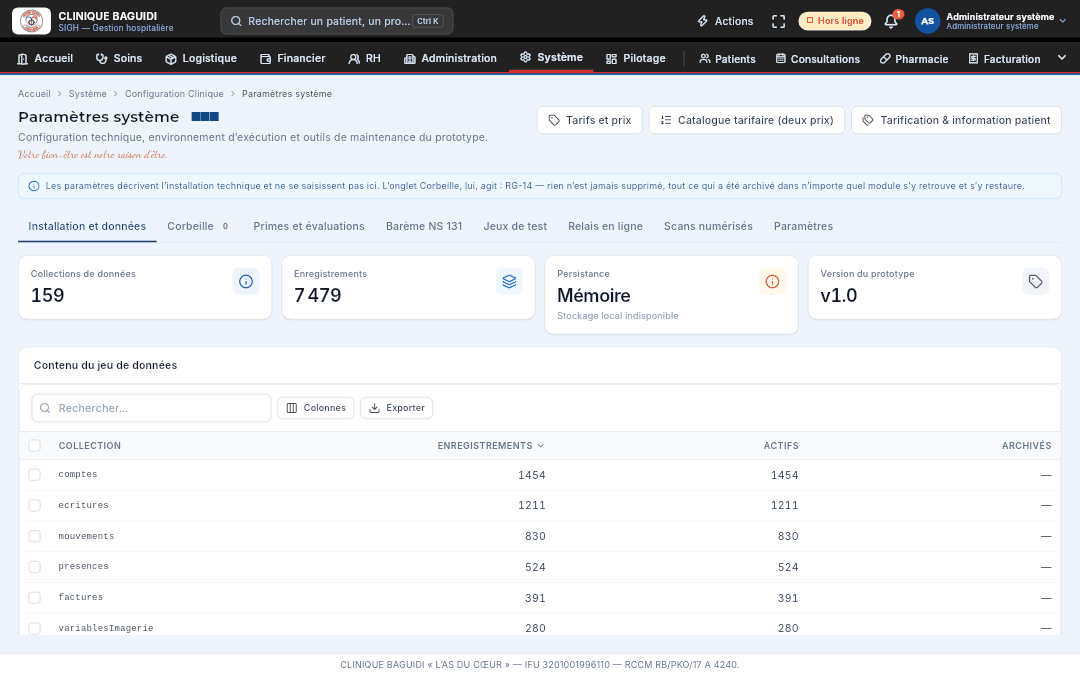 CLINIQUE BAGUIDI
SIGH — Gestion hospitalière
Rechercher un patient, un pro... Ctrl K
Actions
Hors ligne
1
AS
Administrateur système
Administrateur système
Accueil
Soins
Logistique
Financier
RH
Administration
Système
Pilotage
Patients
Consultations
Pharmacie
Facturation
Accueil > Système > Configuration Clinique > Paramètres système
Paramètres système
Configuration technique, environnement d'exécution et outils de maintenance du prototype.
Votre bien-être est notre raison d'être.
Tarifs et prix
Catalogue tarifaire (deux prix)
Tarification & information patient
Les paramètres décrivent l'installation technique et ne se saisissent pas ici. L'onglet Corbeille, lui, agit : RG-14 — rien n'est jamais supprimé, tout ce qui a été archivé dans n'importe quel module s'y retrouve et s'y restaure.
Installation et données
Corbeille 0
Primes et évaluations
Barème NS 131
Jeux de test
Relais en ligne
Scans numérisés
Paramètres
Collections de données
159
Enregistrements
7 479
Persistance
Mémoire
Stockage local indisponible
Version du prototype
v1.0
Contenu du jeu de données
Rechercher...
Colonnes
Exporter
COLLECTION ENREGISTREMENTS ACTIFS ARCHIVÉS
comptes 1454 1454 —
ecritures 1211 1211 —
mouvements 830 830 —
presences 524 524 —
factures 391 391 —
variablesImagerie 280 280 —
CLINIQUE BAGUIDI « L'AS DU CŒUR » — IFU 3201001996110 — RCCM RB/PKO/17 A 4240.